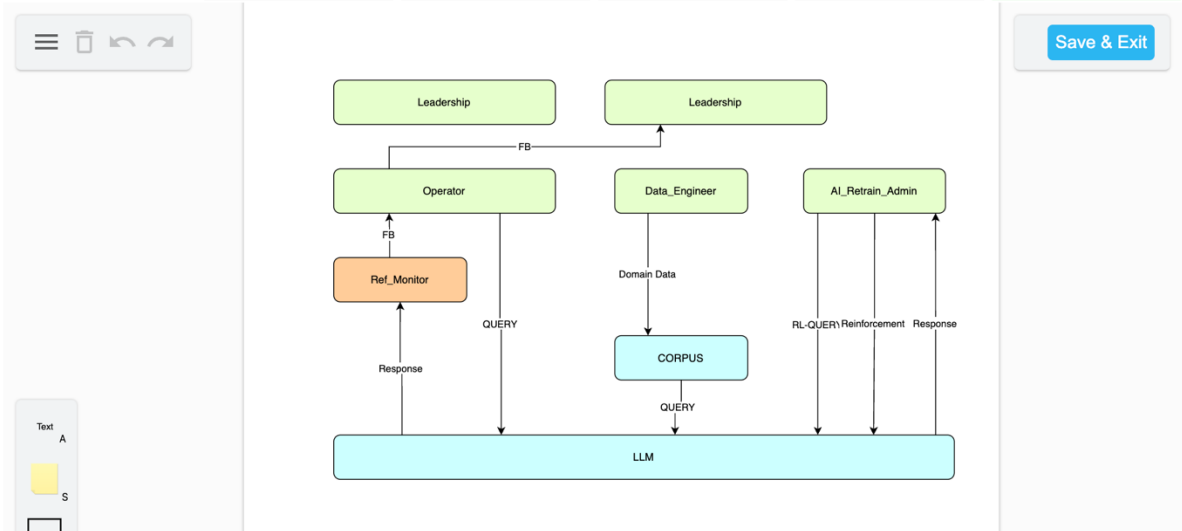 Save & Exit
Leadership
Leadership
FB
Operator
Data_Engineer
AI_Retrain_Admin
FB
Ref_Monitor
Domain Data
QUERY
RL-QUERY
Reinforcement
Response
CORPUS
Response
QUERY
Text
A
LLM
S